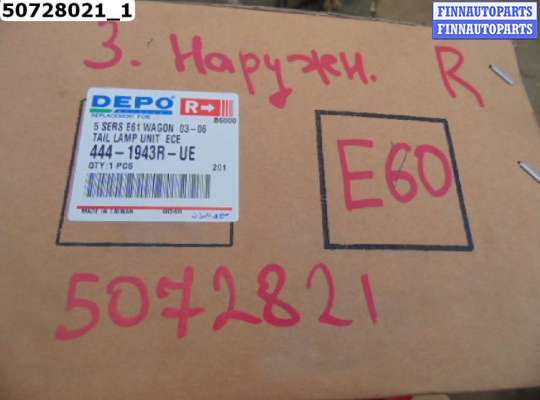 50728021_1
FINNAUTOPARTS
FINNAUTOPARTS
З. Наружн. R
DEPO R→
REPLACEMENT FOR B6000
5 SERS E61 WAGON 03-06
TAIL LAMP UNIT ECE
444-1943R-UE
QTY:1 PCS 201
MADE IN TAIWAN
E60
5072821